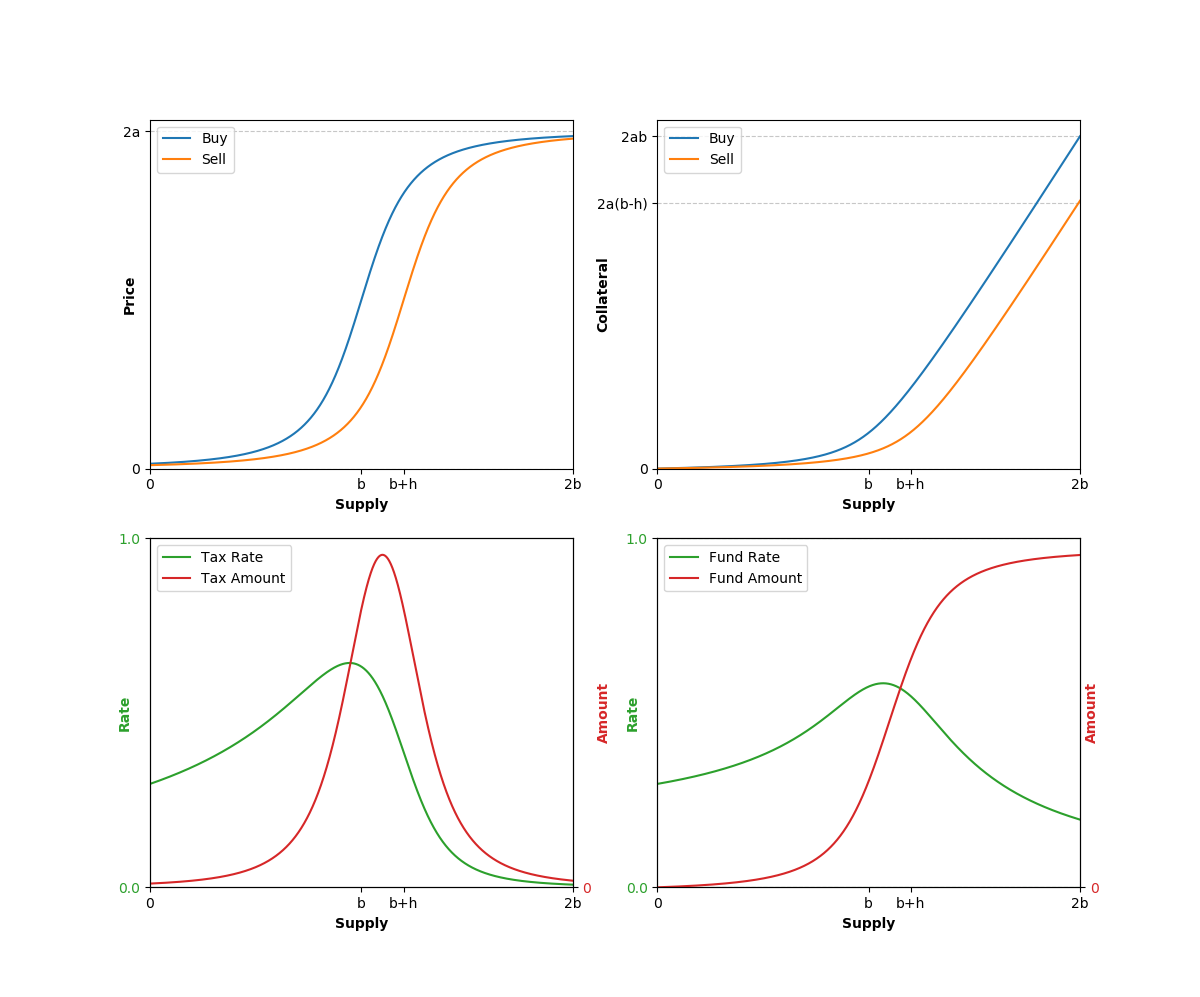 2a
Buy
Sell
Price
0
0
b
b+h
2b
Supply
2ab
2a(b-h)
Buy
Sell
Collateral
0
0
b
b+h
2b
Supply
1.0
Tax Rate
Tax Amount
Rate
Amount
0.0
0
0
b
b+h
2b
Supply
1.0
Fund Rate
Fund Amount
Rate
Amount
0.0
0
0
b
b+h
2b
Supply